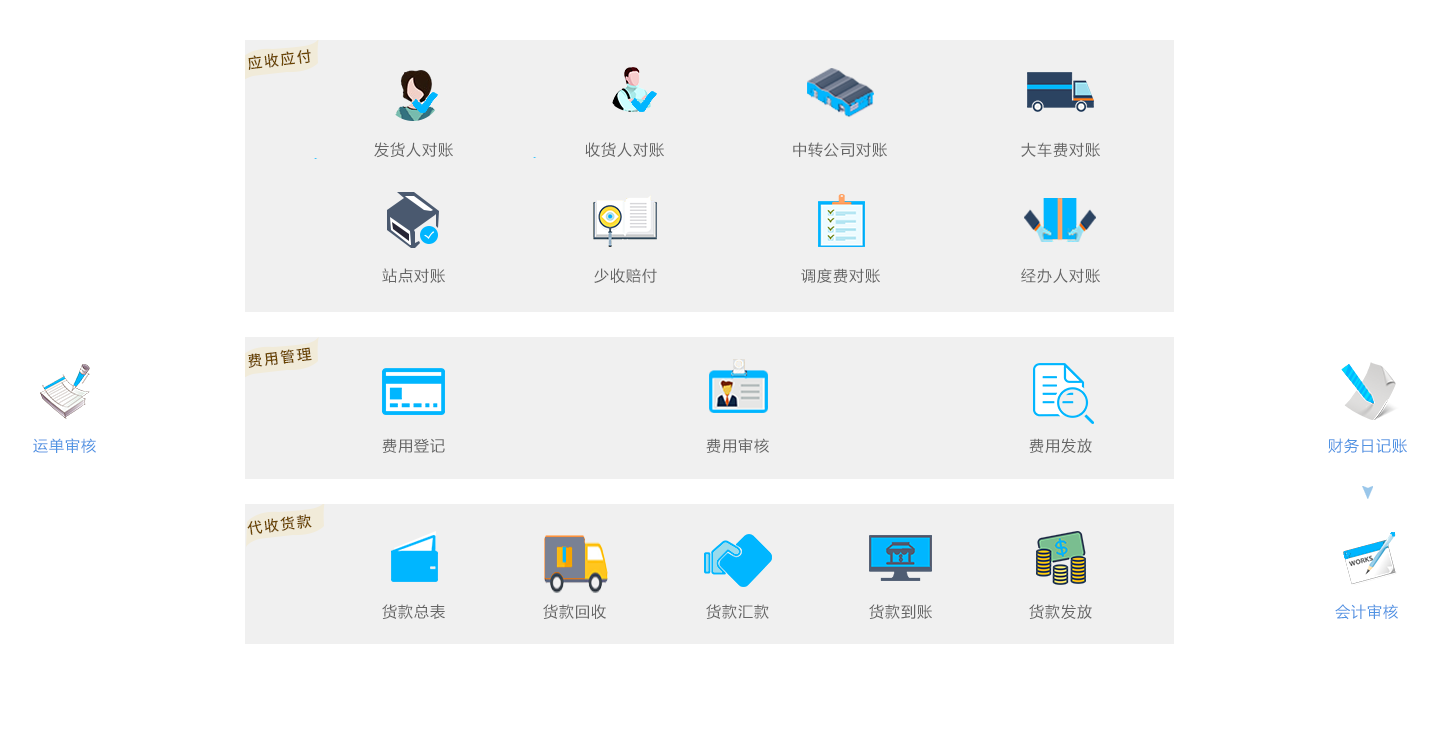 应收应付
发货人对账
收货人对账
中转公司对账
大车费对账
站点对账
少收赔付
调度费对账
经办人对账
运单审核
费用管理
费用登记
费用审核
费用发放
财务日记账
代收货款
货款总表
货款回收
货款汇款
货款到账
货款发放
WORKS
会计审核